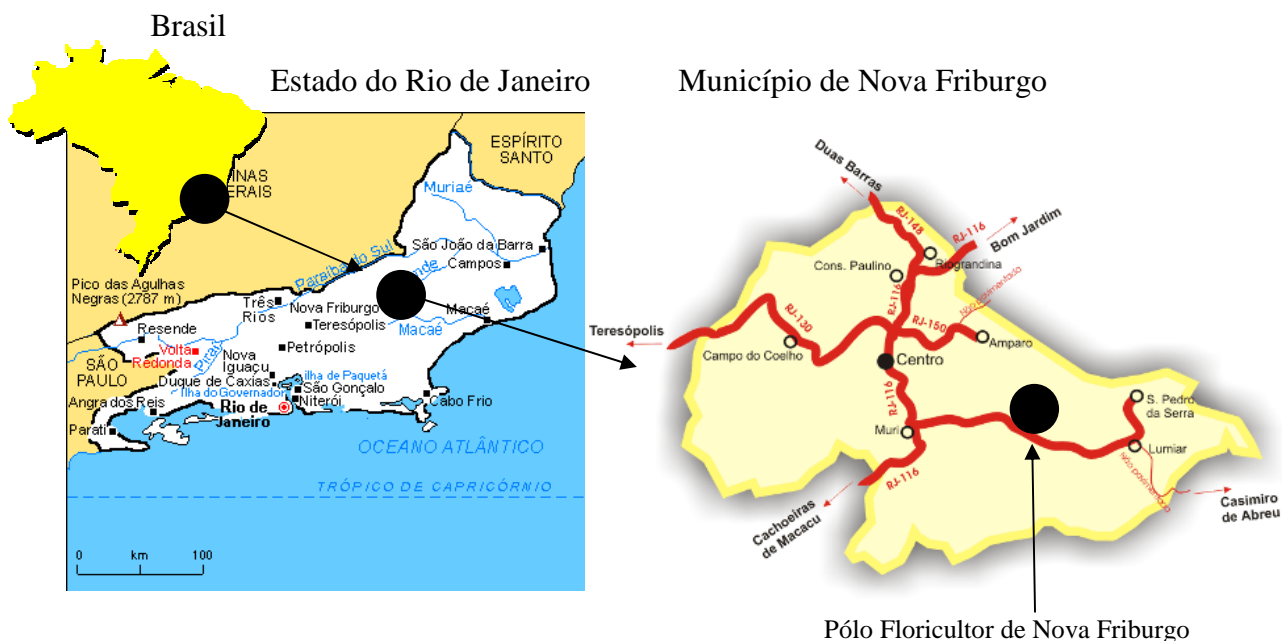 Brasil
Estado do Rio de Janeiro
Município de Nova Friburgo
ESPÍRITO
SANTO
Muriaé
São João da Barra
Campos
Paraíba do Sul
Pico das Agulhas
Negras (2787 m)
Três
Rios
Nova Friburgo
Teresópolis
Macaé
Macaé
Resende
Volta
Redonda
Piraí
Petrópolis
SÃO
PAULO
Nova
Iguaçu
Duque de Caxias
Ilha de Paquetá
Ilha do Governador
São Gonçalo
Niterói
Rio de
Janeiro
Cabo Frio
Angra dos Reis
Parati
OCEANO ATLÂNTICO
TRÓPICO DE CAPRICÓRNIO
0 km 100
Duas Barras
RJ-148
RJ-116
Bom Jardim
Riograndina
Cons. Paulino
Não pavimentado
RJ-116
Teresópolis
RJ-130
RJ-150
Campo do Coelho
Amparo
Centro
RJ-116
S. Pedro
da Serra
Muri
Lumiar
RJ-116
Não pavimentado
Cachoeiras
de Macacu
Casimiro
de Abreu
Pólo Floricultor de Nova Friburgo